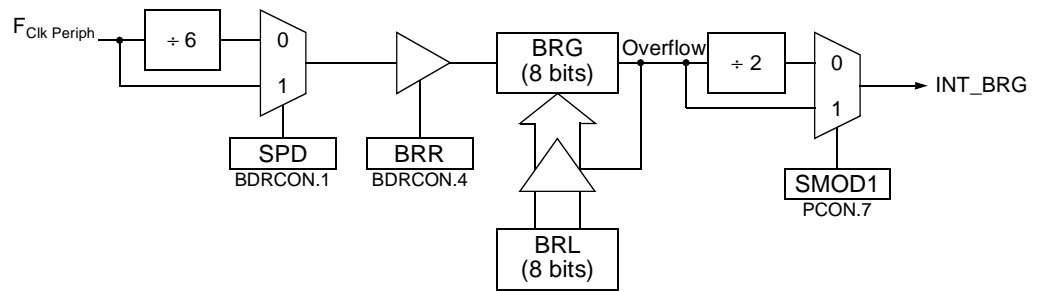 F Clk Periph
÷ 6
0
1
SPD
BDRCON.1
BRR
BDRCON.4
BRG
(8 bits)
Overflow
BRL
(8 bits)
÷ 2
0
1
SMOD1
PCON.7
INT_BRG